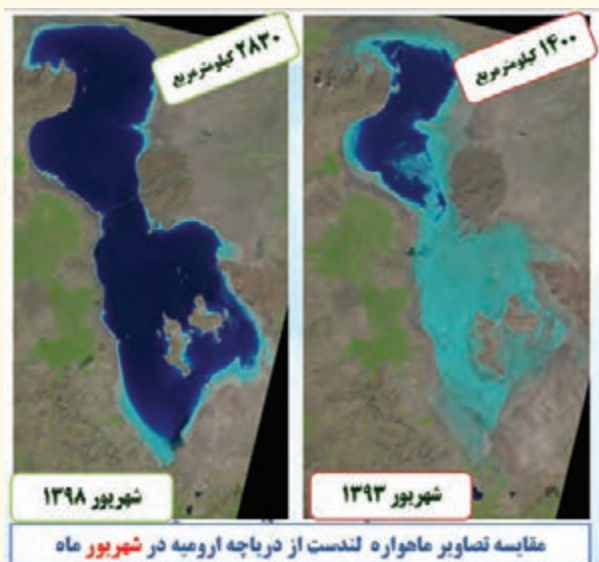 ۱۴۰۰ کیلومترمربع
۲۸۳۰ کیلومترمربع
شهریور ۱۳۹۳
شهریور ۱۳۹۸
مقایسه تصاویر ماهواره لندست از دریاچه ارومیه در شهریور ماه